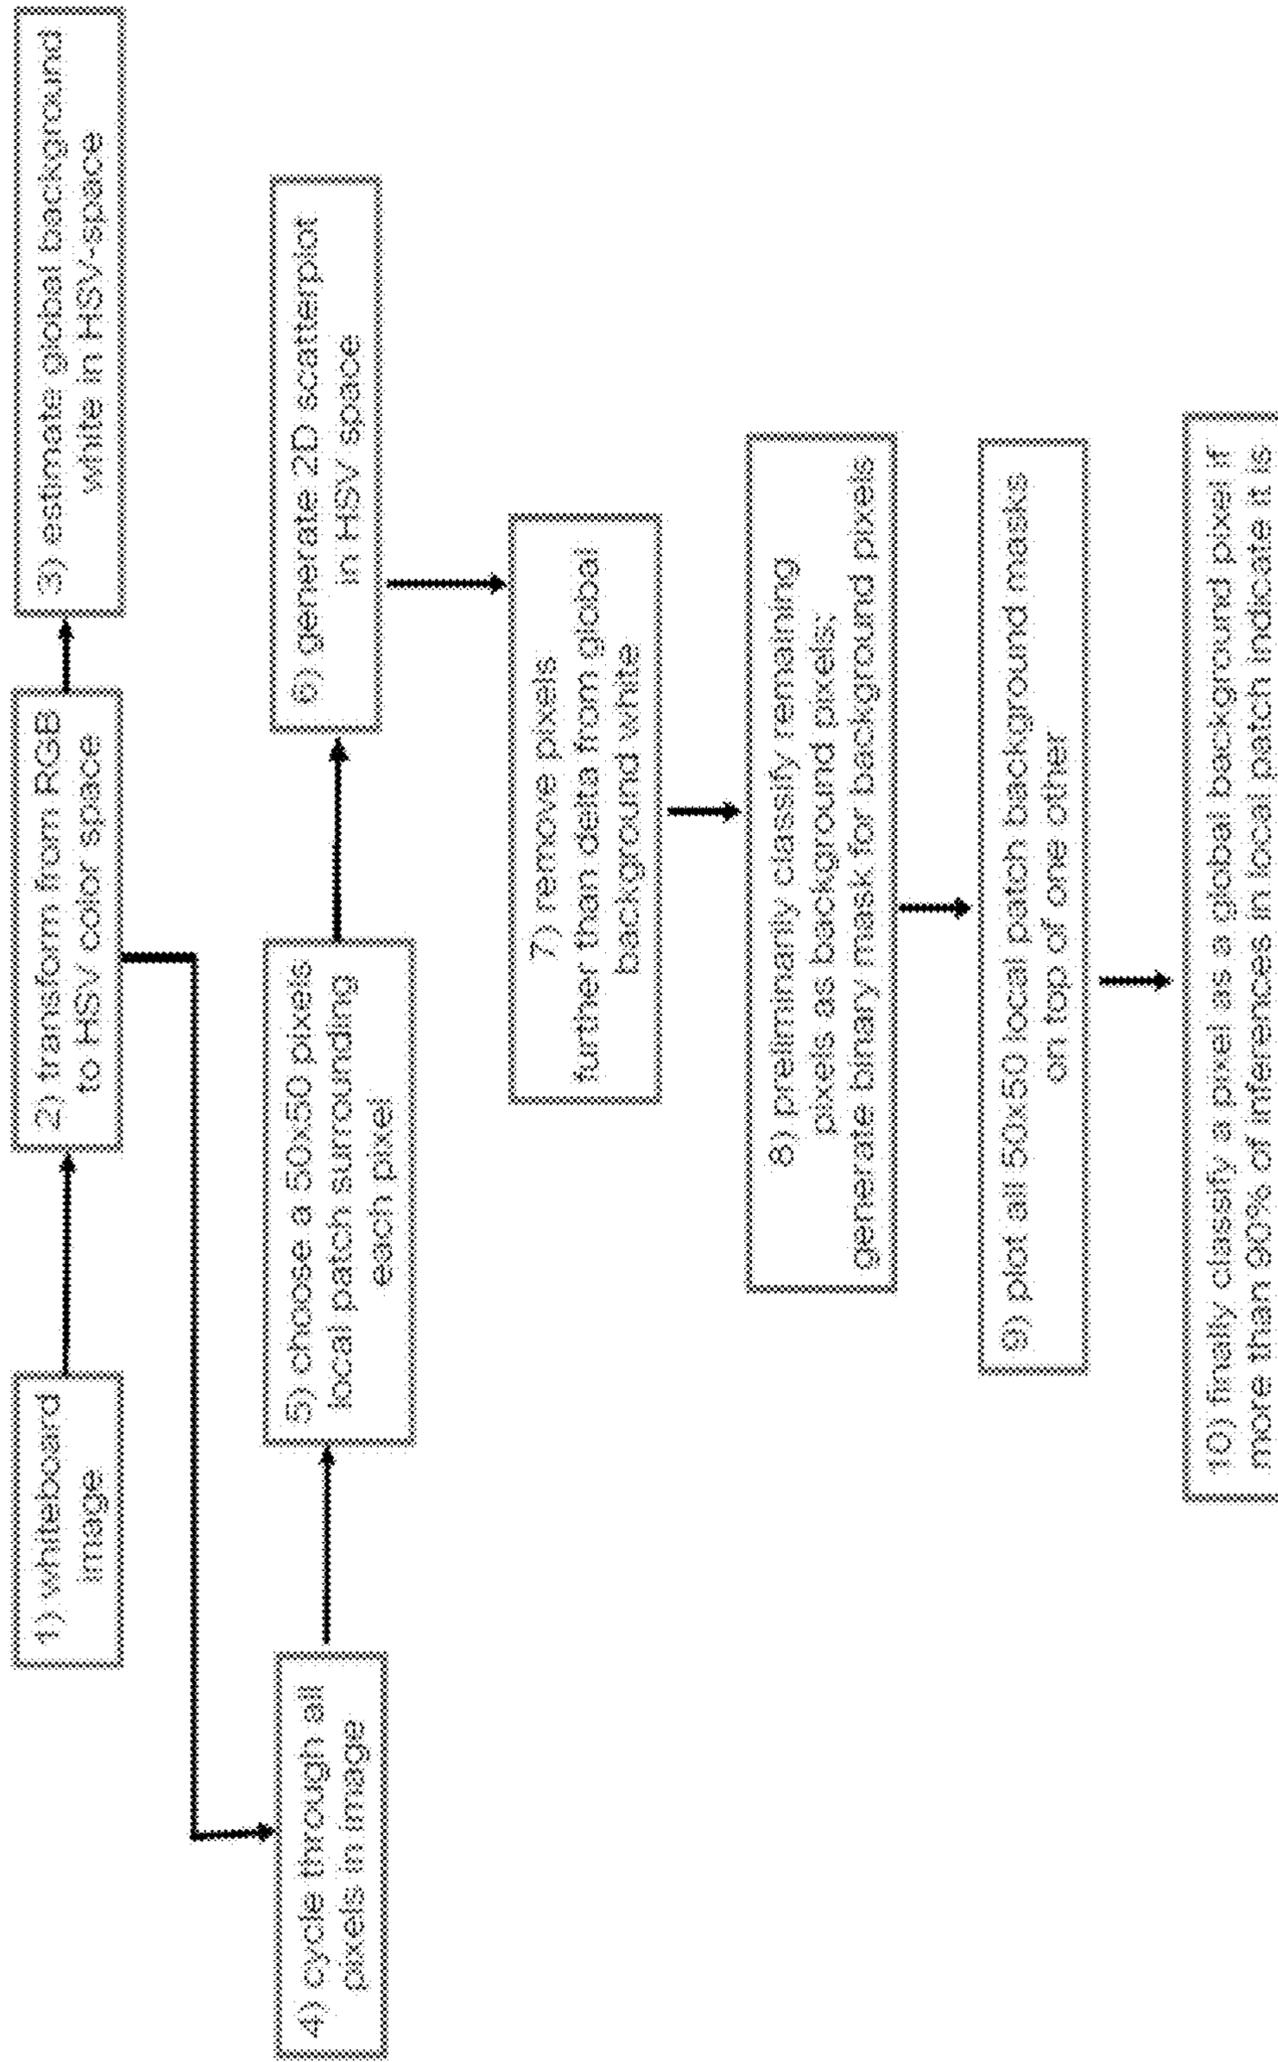 1) whiteboard
image
2) transform from RGB
to HSV color space
3) estimate global background
white in HSV-space
4) cycle through all
pixels in image
5) choose a 50x50 pixels
local patch surrounding
each pixel
6) generate 2D scatterplot
in HSV space
7) remove pixels
further than delta from global
background white
8) preliminarily classify remaining
pixels as background pixels;
generate binary mask for background pixels
9) plot all 50x50 local patch background masks
on top of one other
10) finally classify a pixel as a global background pixel if
more than 90% of inferences in local patch indicate it is